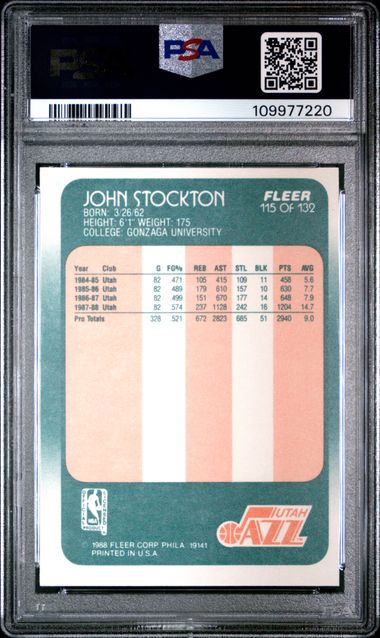 PSA
PSA
109977220
JOHN STOCKTON
BORN: 3/26/62
HEIGHT: 6'1" WEIGHT: 175
COLLEGE: GONZAGA UNIVERSITY
FLEER
115 OF 132
Year Club G FG% REB AST STL BLK PTS AVG
1984-85 Utah 82 471 105 415 109 11 458 5.6
1985-86 Utah 82 489 179 610 157 10 630 7.7
1986-87 Utah 82 499 151 670 177 14 648 7.9
1987-88 Utah 82 574 237 1128 242 16 1204 14.7
Pro Totals 328 521 672 2823 685 51 2940 9.0
NBA
PRODUCT
UTAH
JAZZ
© 1988 FLEER CORP PHILA. 19141
PRINTED IN U.S.A.